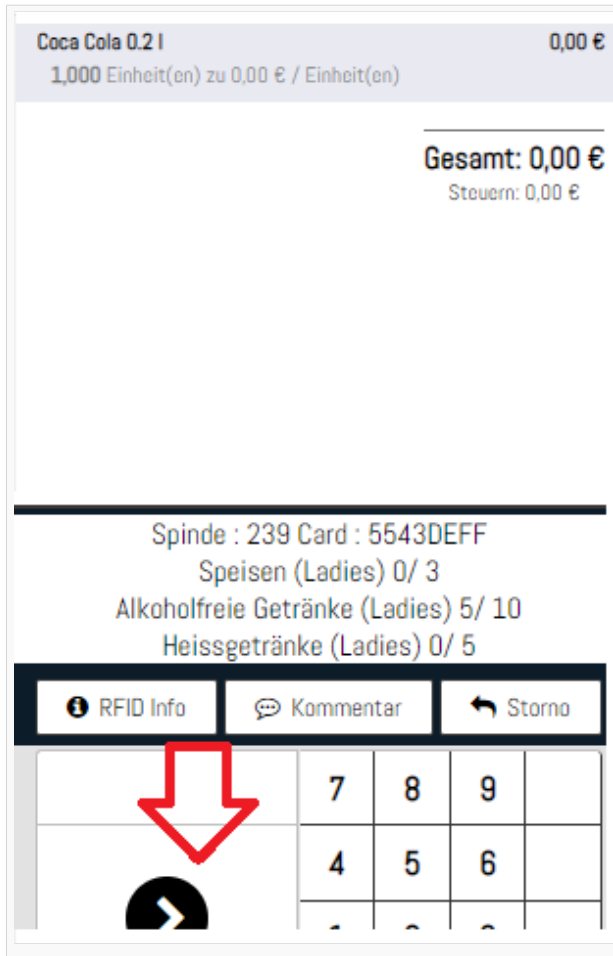 Coca Cola 0.2 l 0,00 €
1,000 Einheit(en) zu 0,00 € / Einheit(en)
Gesamt: 0,00 €
Steuern: 0,00 €
Spinde : 239 Card : 5543DEFF
Speisen (Ladies) 0/ 3
Alkoholfreie Getränke (Ladies) 5/ 10
Heissgetränke (Ladies) 0/ 5
RFID Info Kommentar Storno
7 8 9
4 5 6